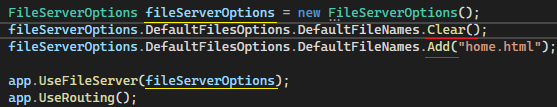 FileServerOptions fileServerOptions = new FileServerOptions();
fileServerOptions.DefaultFilesOptions.DefaultFileNames.Clear();
fileServerOptions.DefaultFilesOptions.DefaultFileNames.Add("home.html");
app.UseFileServer(fileServerOptions);
app.UseRouting();